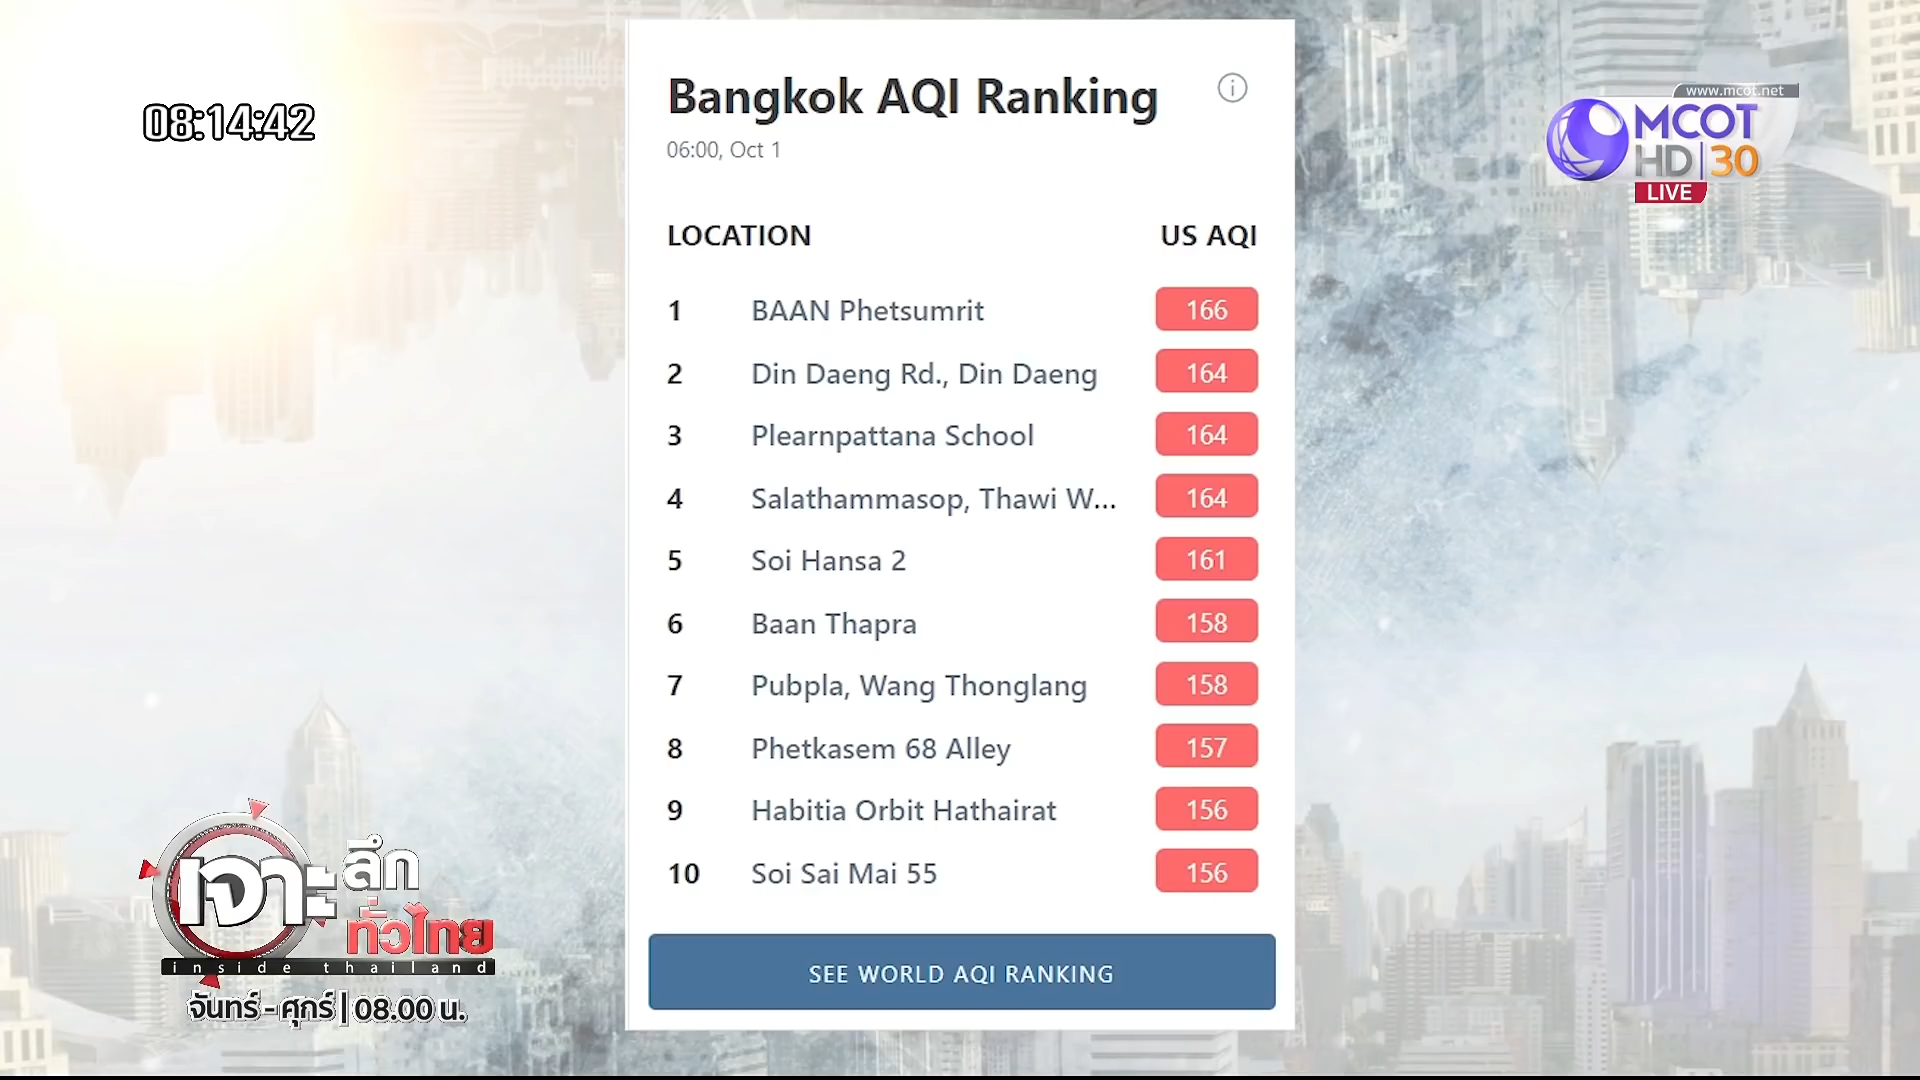 08:14:42
Bangkok AQI Ranking
06:00, Oct 1
www.mcot.net
MCOT
HD|30
LIVE
LOCATION US AQI
1 BAAN Phetsumrit 166
2 Din Daeng Rd., Din Daeng 164
3 Plearnpattana School 164
4 Salathammasop, Thawi W... 164
5 Soi Hansa 2 161
6 Baan Thapra 158
7 Pubpla, Wang Thonglang 158
8 Phetkasem 68 Alley 157
9 Habitia Orbit Hathairat 156
10 Soi Sai Mai 55 156
SEE WORLD AQI RANKING
เจาะลึก
ทั่วไทย
inside thailand
จันทร์ - ศุกร์ | 08.00 น.